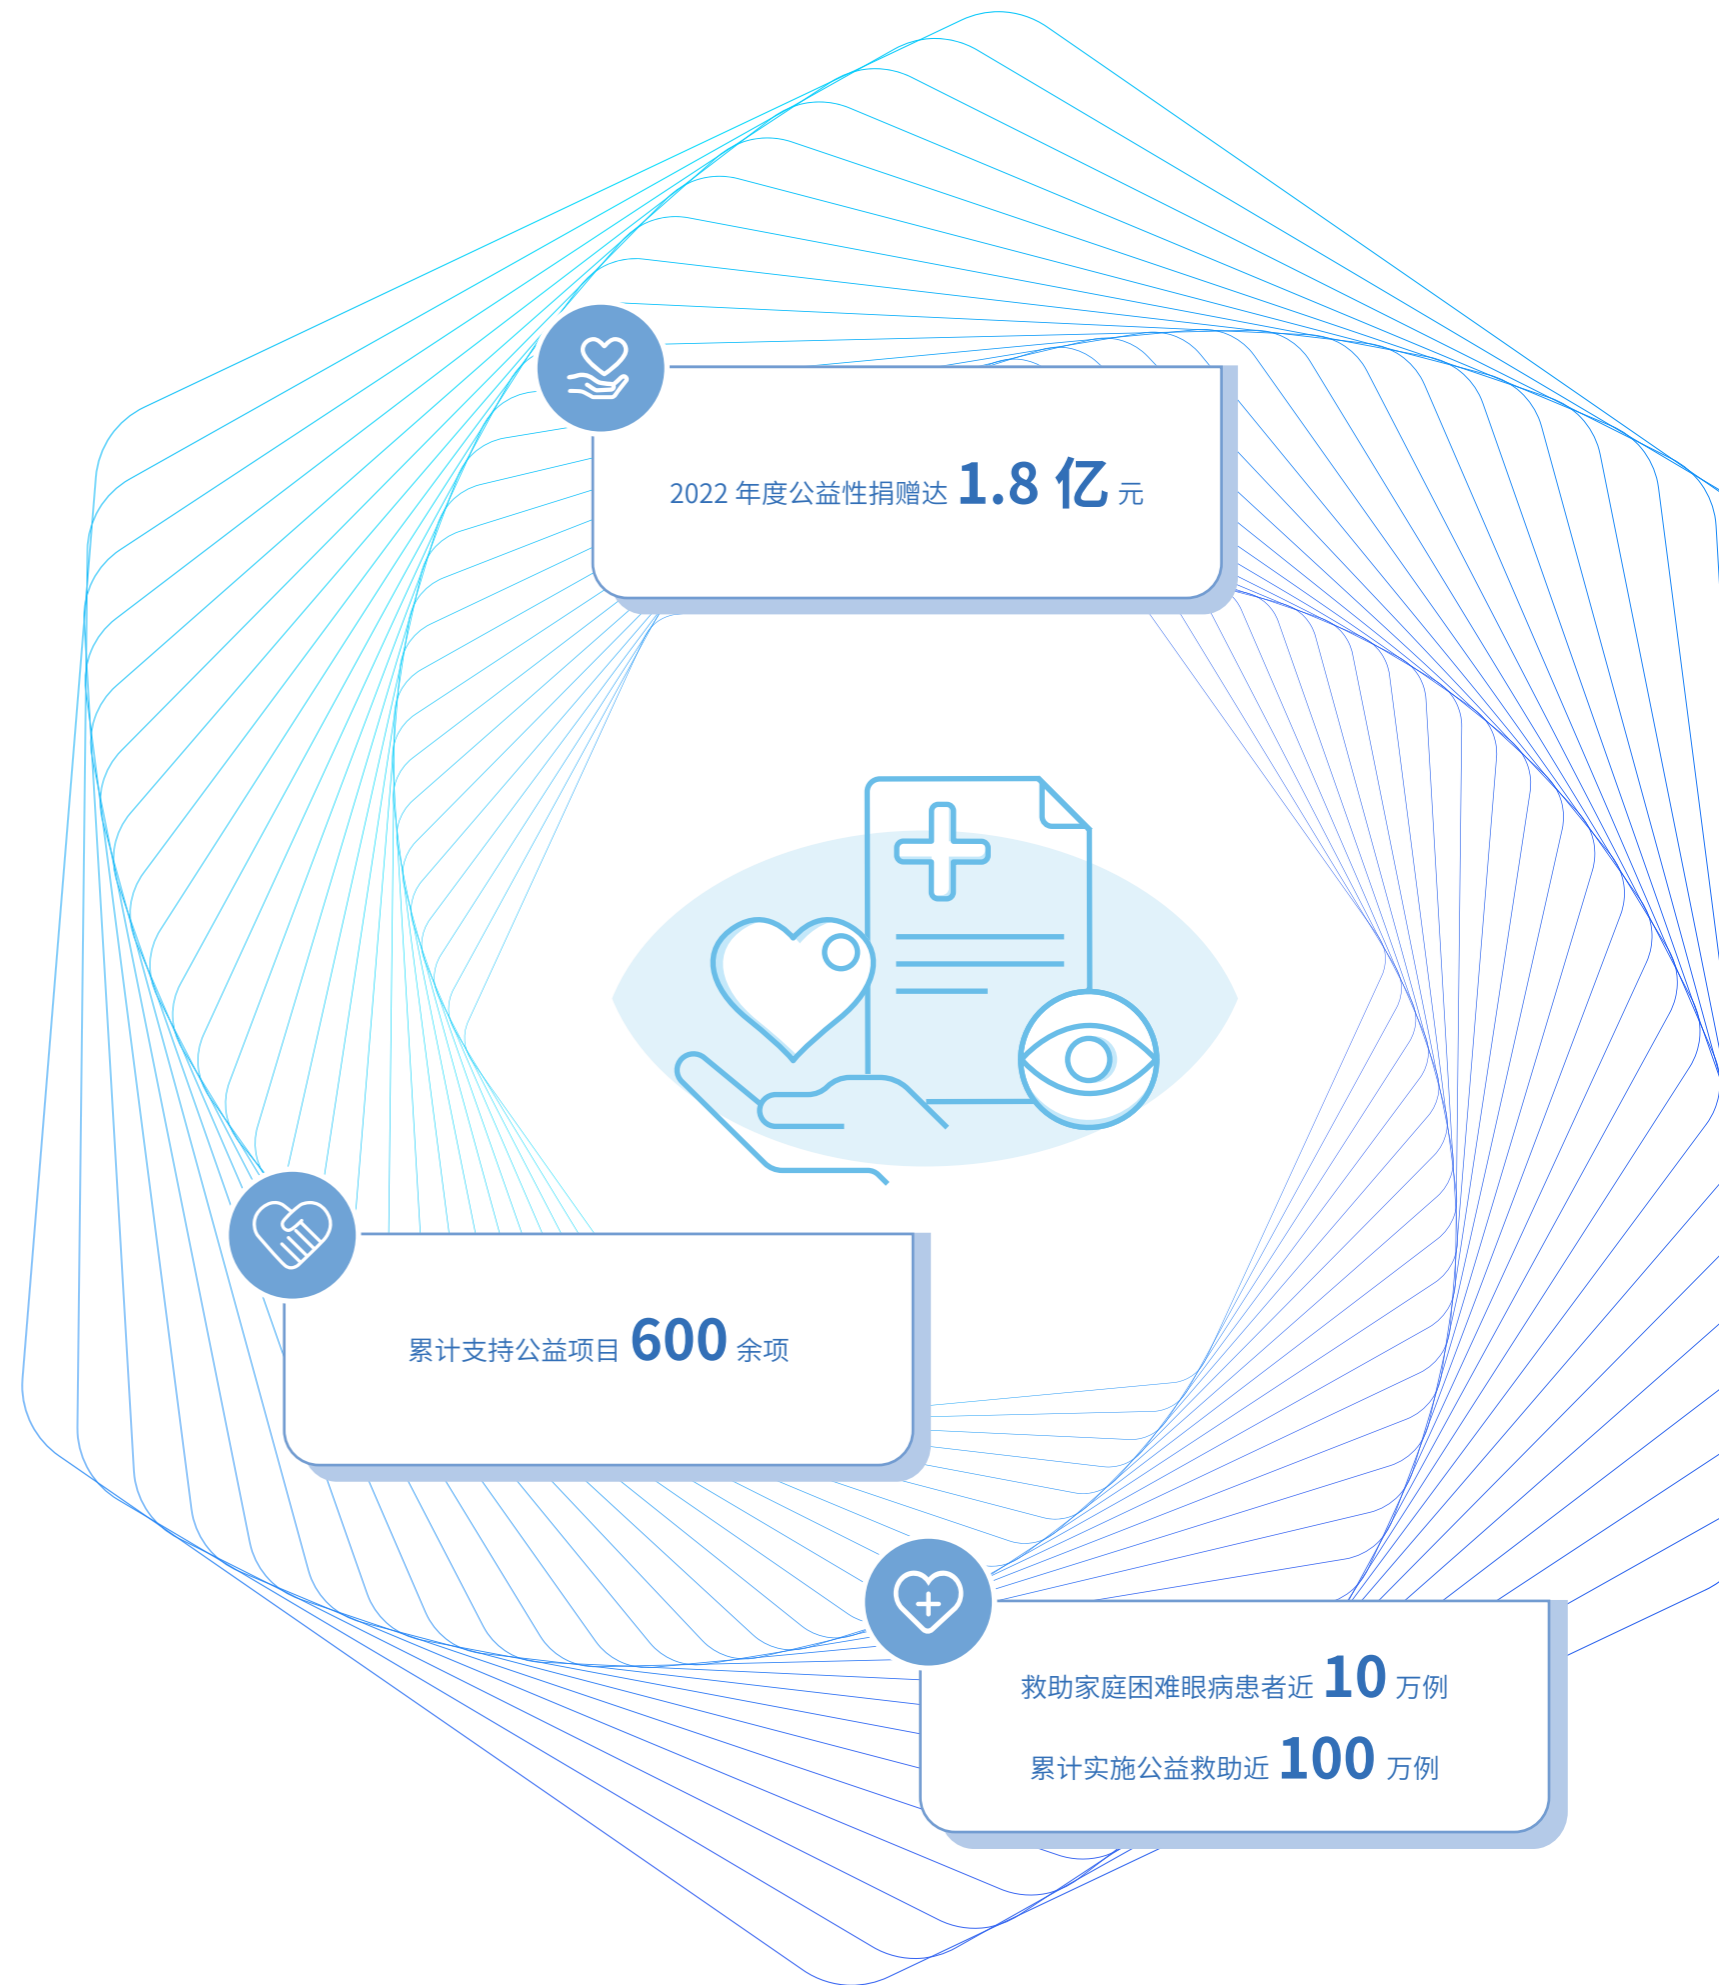 2022 年度公益性捐赠达 1.8 亿 元
累计支持公益项目 600 余项
救助家庭困难眼病患者近 10 万例
累计实施公益救助近 100 万例